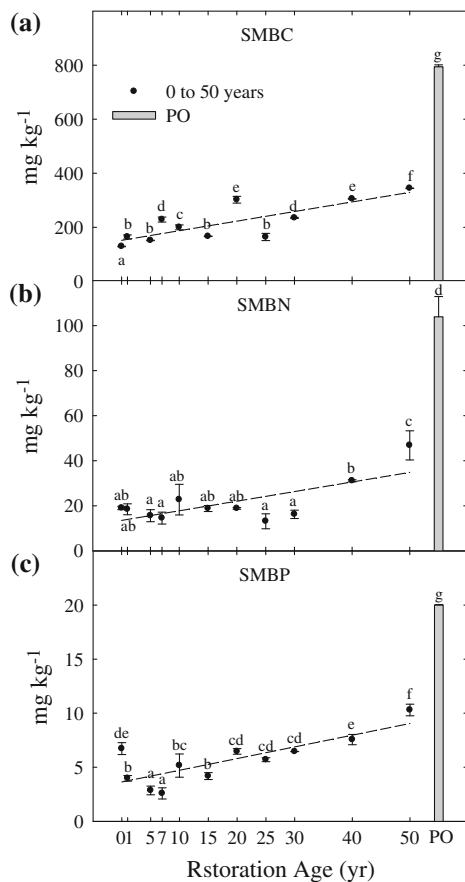 (a)
SMBC
g
800
0 to 50 years
PO
600
mg kg-1
400
e
e
f
d
d
b
c
b
b
b
200
a
0
(b)
SMBN
d
100
80
mg kg-1
60
c
40
b
ab
ab
a
a
ab
ab
a
a
20
ab
0
(c)
SMBP
g
20
15
mg kg-1
f
10
de
e
bc
cd
cd
cd
b
a
a
b
5
0
0 1 5 7 10 15 20 25 30 40 50 PO
Rstoration Age (yr)